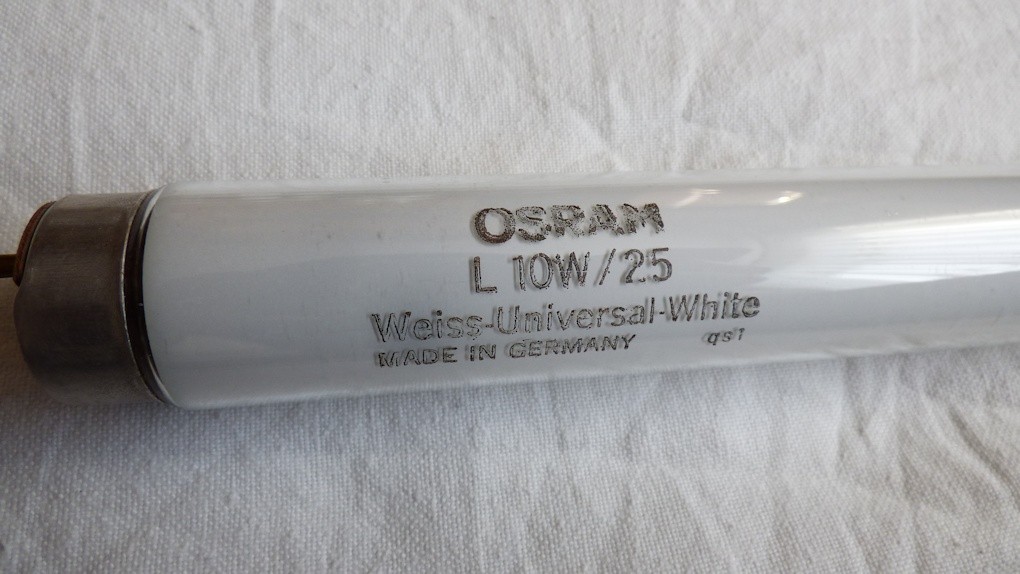 OSRAM
L 10W/25
Weiss-Universal-White
MADE IN GERMANY